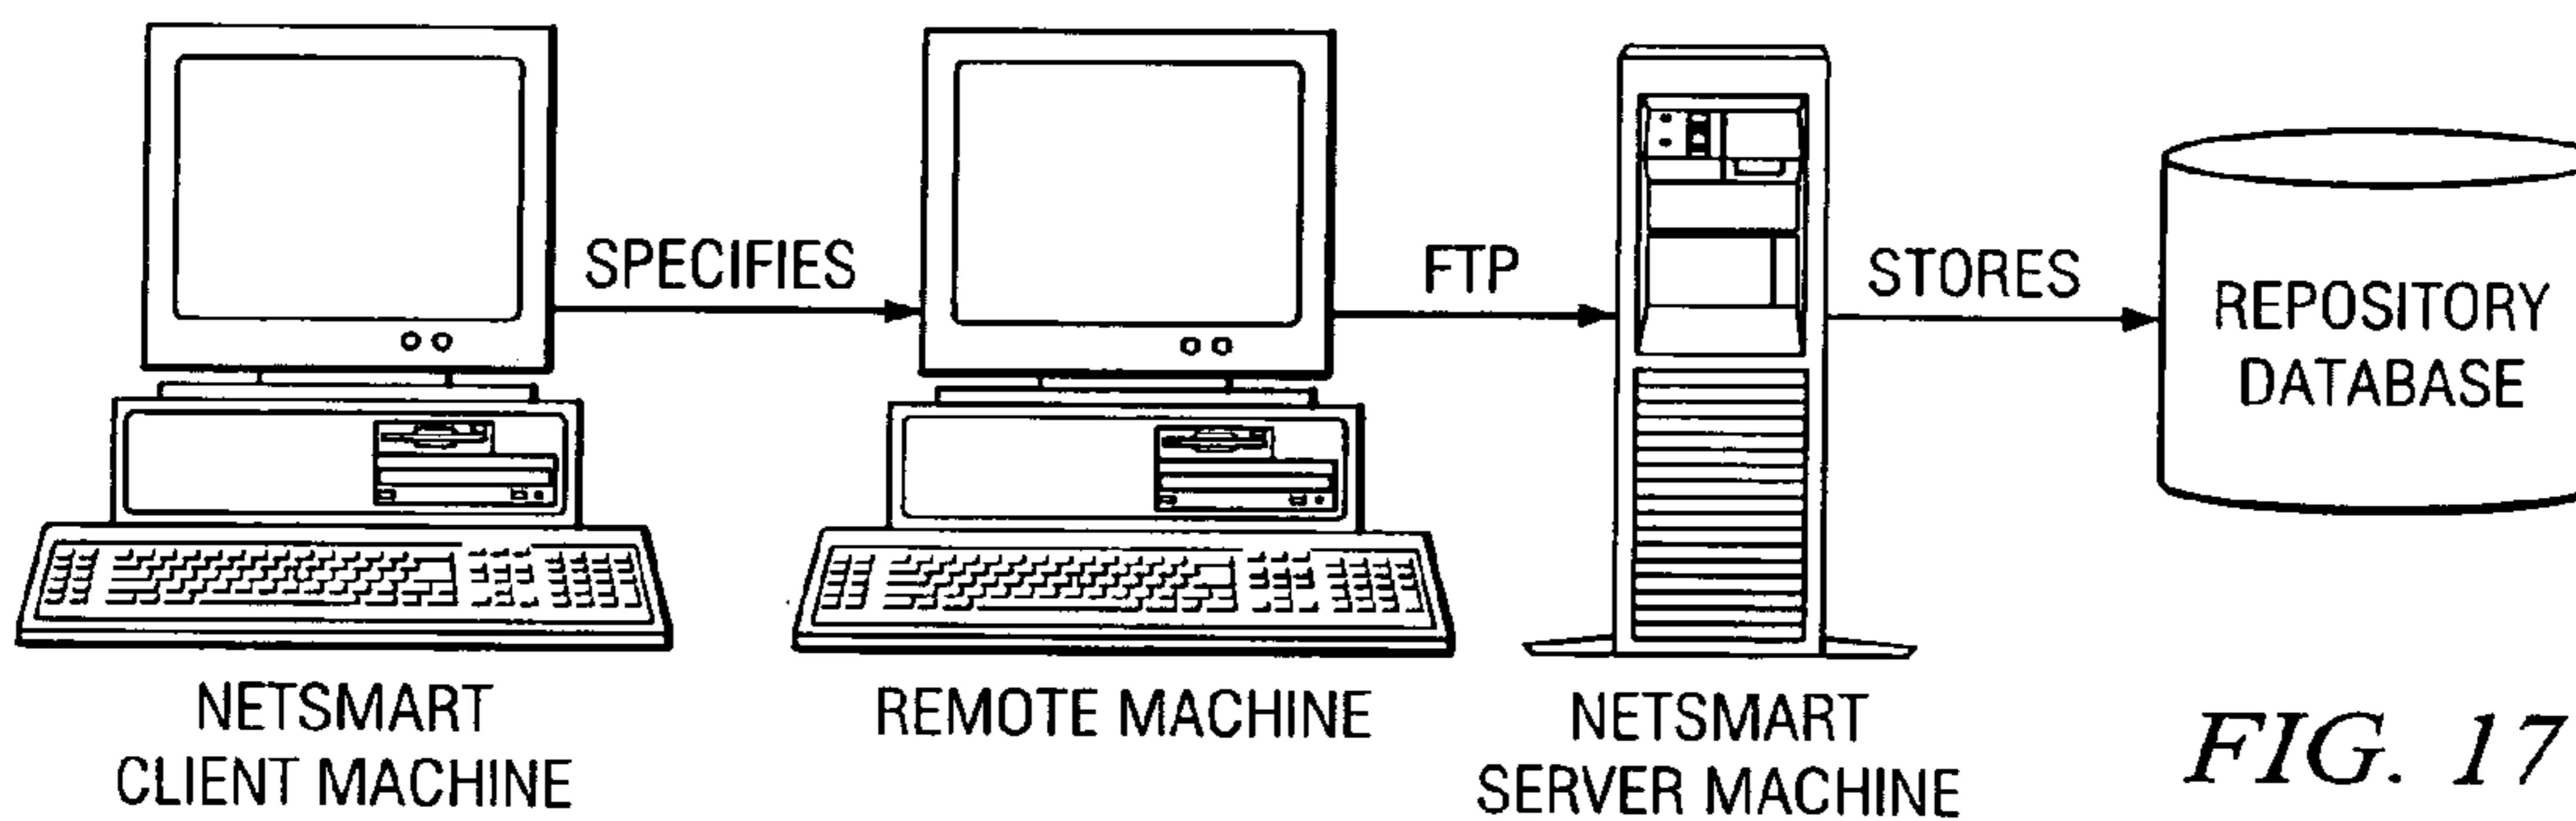 SPECIFIES
FTP
STORES
REPOSITORY
DATABASE
NETSMART
CLIENT MACHINE
REMOTE MACHINE
NETSMART
SERVER MACHINE
FIG. 17